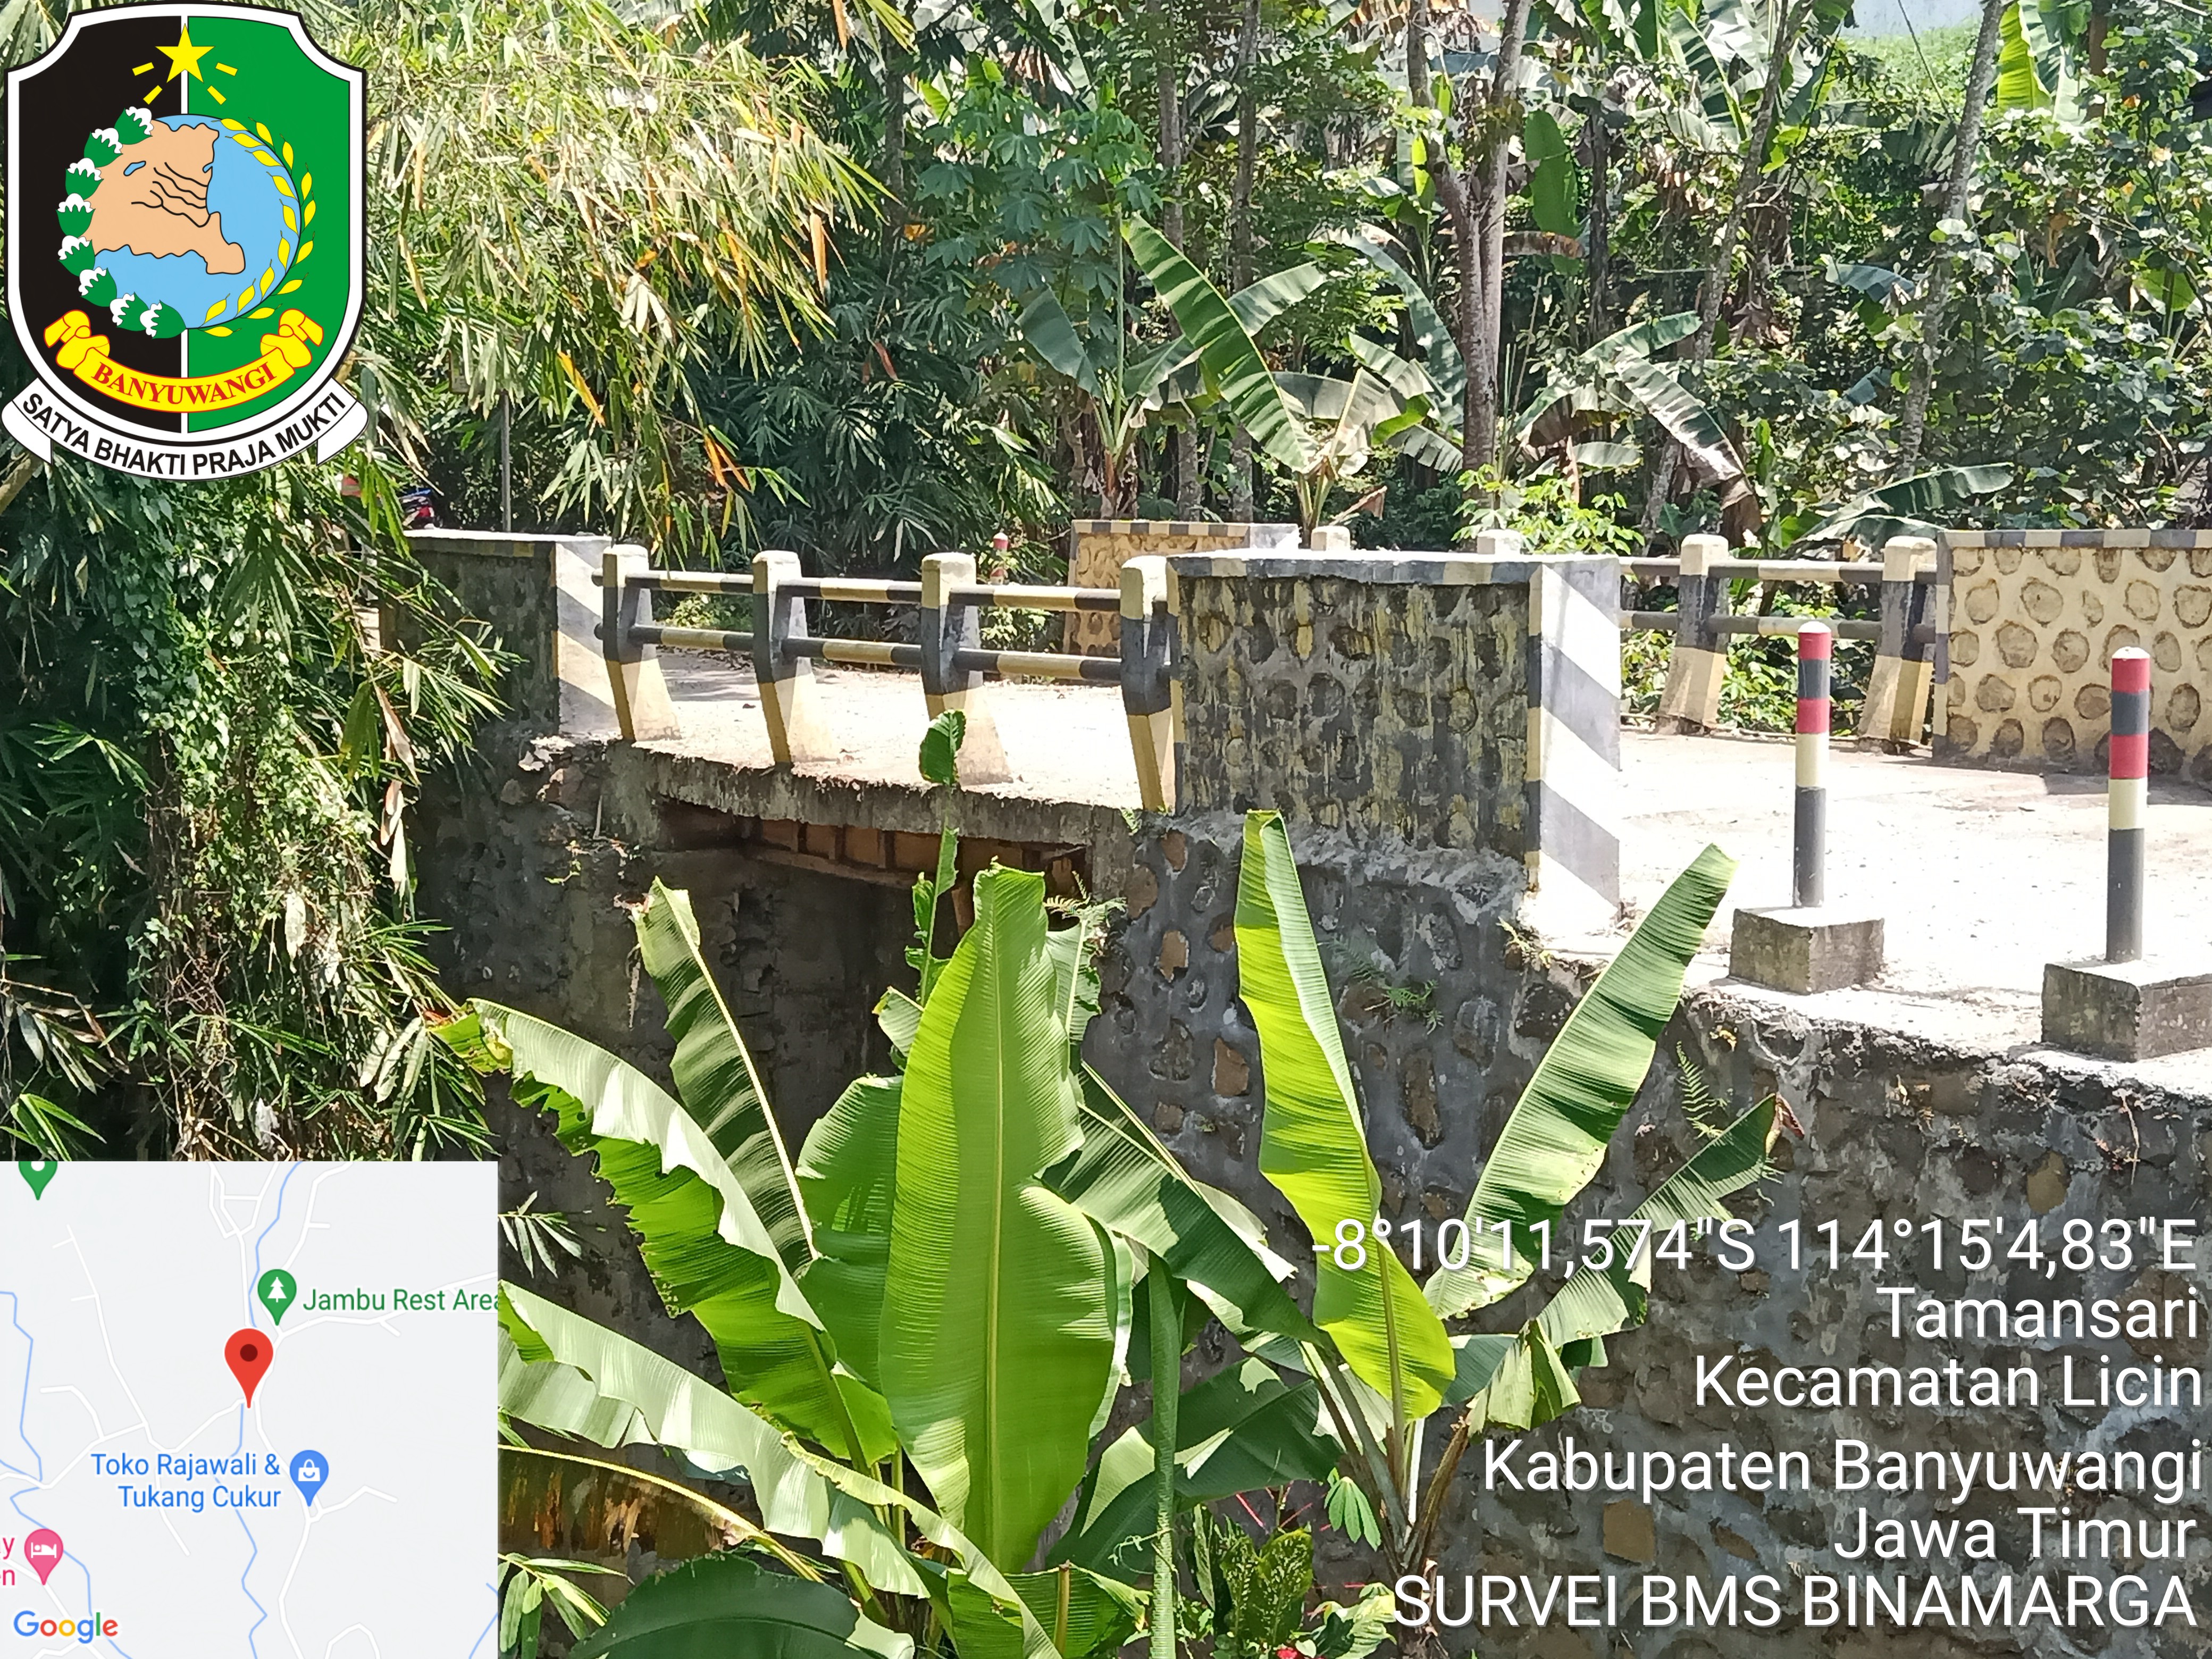 BANYUWANGI
SATYA BHAKTI PRAJA MUKTI
Jambu Rest Area
Toko Rajawali &
Tukang Cukur
y
n
Google
-8°10'11,574"S 114°15'4,83"E
Tamansari
Kecamatan Licin
Kabupaten Banyuwangi
Jawa Timur
SURVEI BMS BINAMARGA